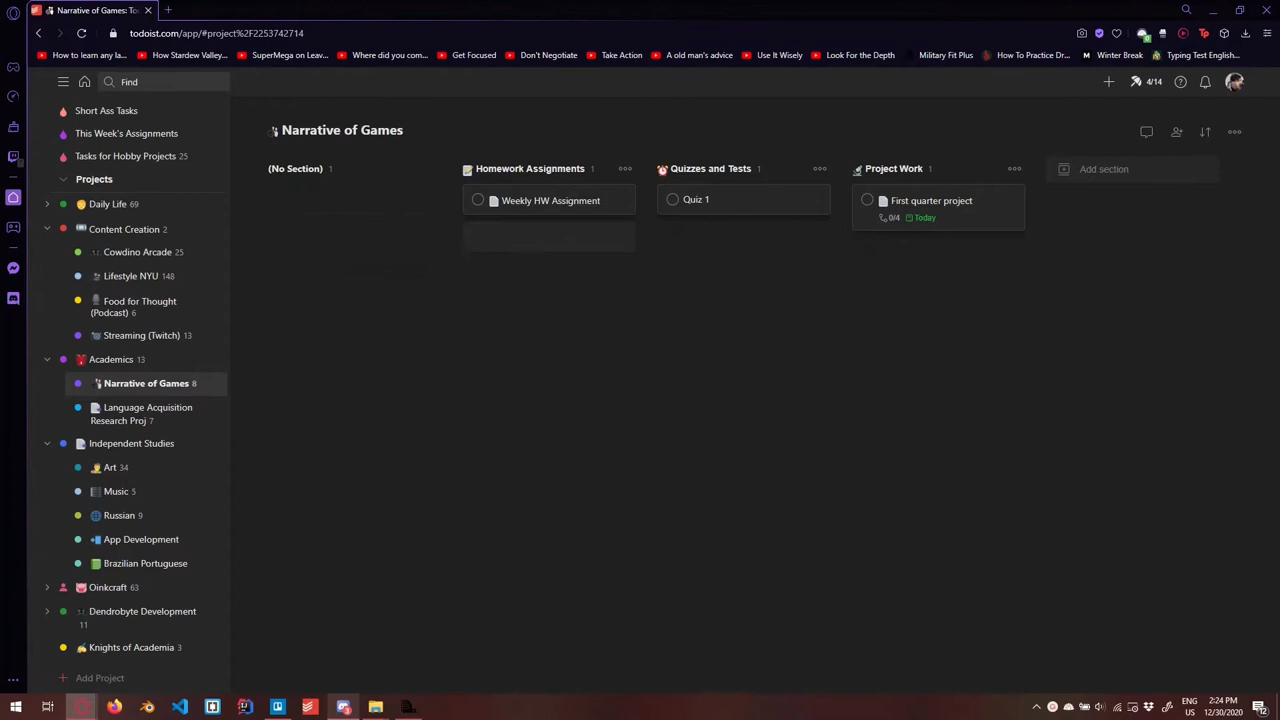 Narrative of Games: To
todoist.com/app/#project%2F2253742714
How to learn any la...
How Stardew Valley...
SuperMega on Leav...
Where did you com...
Get Focused
Don't Negotiate
Take Action
A old man's advice
Use It Wisely
Look For the Depth
Military Fit Plus
How To Practice Dr...
Winter Break
Typing Test English...
Find
4/14
Short Ass Tasks
This Week's Assignments
Tasks for Hobby Projects 25
Projects
Daily Life 69
Content Creation 2
Cowdino Arcade 25
Lifestyle NYU 148
Food for Thought
(Podcast) 6
Streaming (Twitch) 13
Academics 13
Narrative of Games 8
Language Acquisition
Research Proj 7
Independent Studies
Art 34
Music 5
Russian 9
App Development
Brazilian Portuguese
Oinkcraft 63
Dendrobyte Development
11
Knights of Academia 3
Add Project
Narrative of Games
(No Section) 1
Homework Assignments 1
Weekly HW Assignment
Quizzes and Tests 1
Quiz 1
Project Work 1
First quarter project
0/4 Today
Add section
ENG
US
2:24 PM
12/30/2020
12